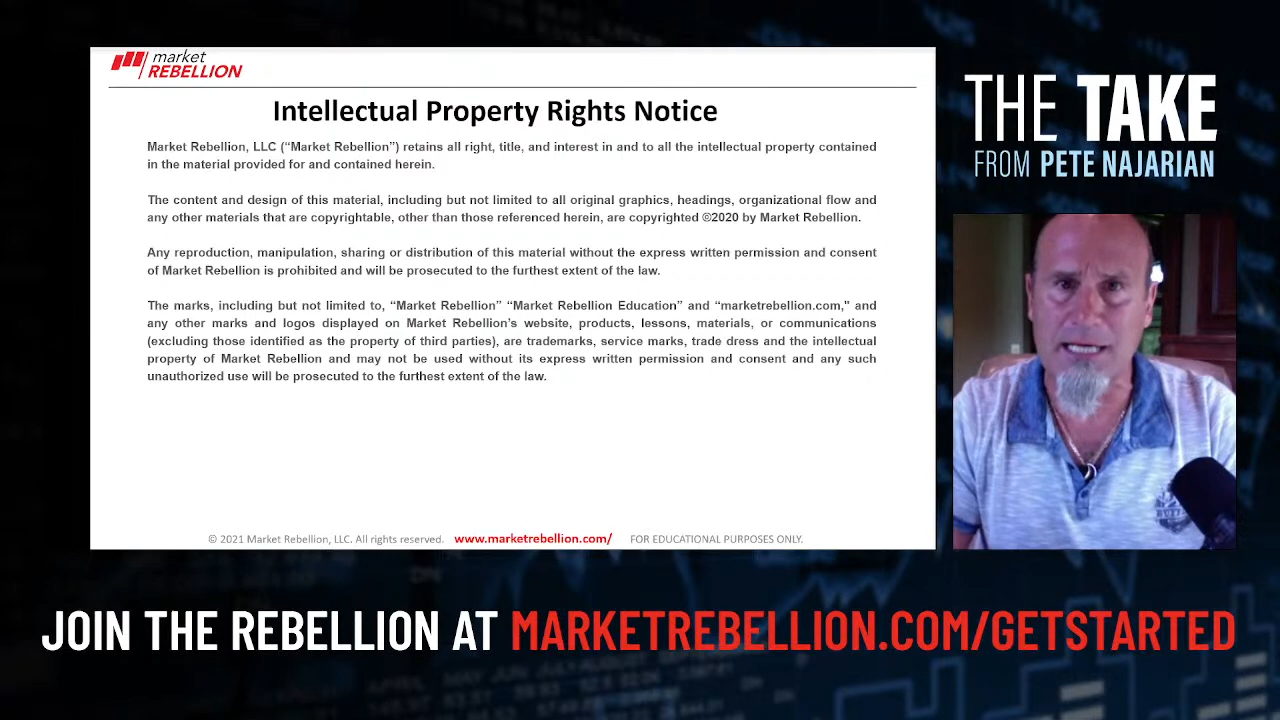 market
REBELLION
Intellectual Property Rights Notice
Market Rebellion, LLC (“Market Rebellion”) retains all right, title, and interest in and to all the intellectual property contained
in the material provided for and contained herein.
The content and design of this material, including but not limited to all original graphics, headings, organizational flow and
any other materials that are copyrightable, other than those referenced herein, are copyrighted ©2020 by Market Rebellion.
Any reproduction, manipulation, sharing or distribution of this material without the express written permission and consent
of Market Rebellion is prohibited and will be prosecuted to the furthest extent of the law.
The marks, including but not limited to, “Market Rebellion” “Market Rebellion Education” and “marketrebellion.com," and
any other marks and logos displayed on Market Rebellion’s website, products, lessons, materials, or communications
(excluding those identified as the property of third parties), are trademarks, service marks, trade dress and the intellectual
property of Market Rebellion and may not be used without its express written permission and consent and any such
unauthorized use will be prosecuted to the furthest extent of the law.
© 2021 Market Rebellion, LLC. All rights reserved. www.marketrebellion.com/ FOR EDUCATIONAL PURPOSES ONLY.
THE TAKE
FROM PETE NAJARIAN
JOIN THE REBELLION AT MARKETREBELLION.COM/GETSTARTED